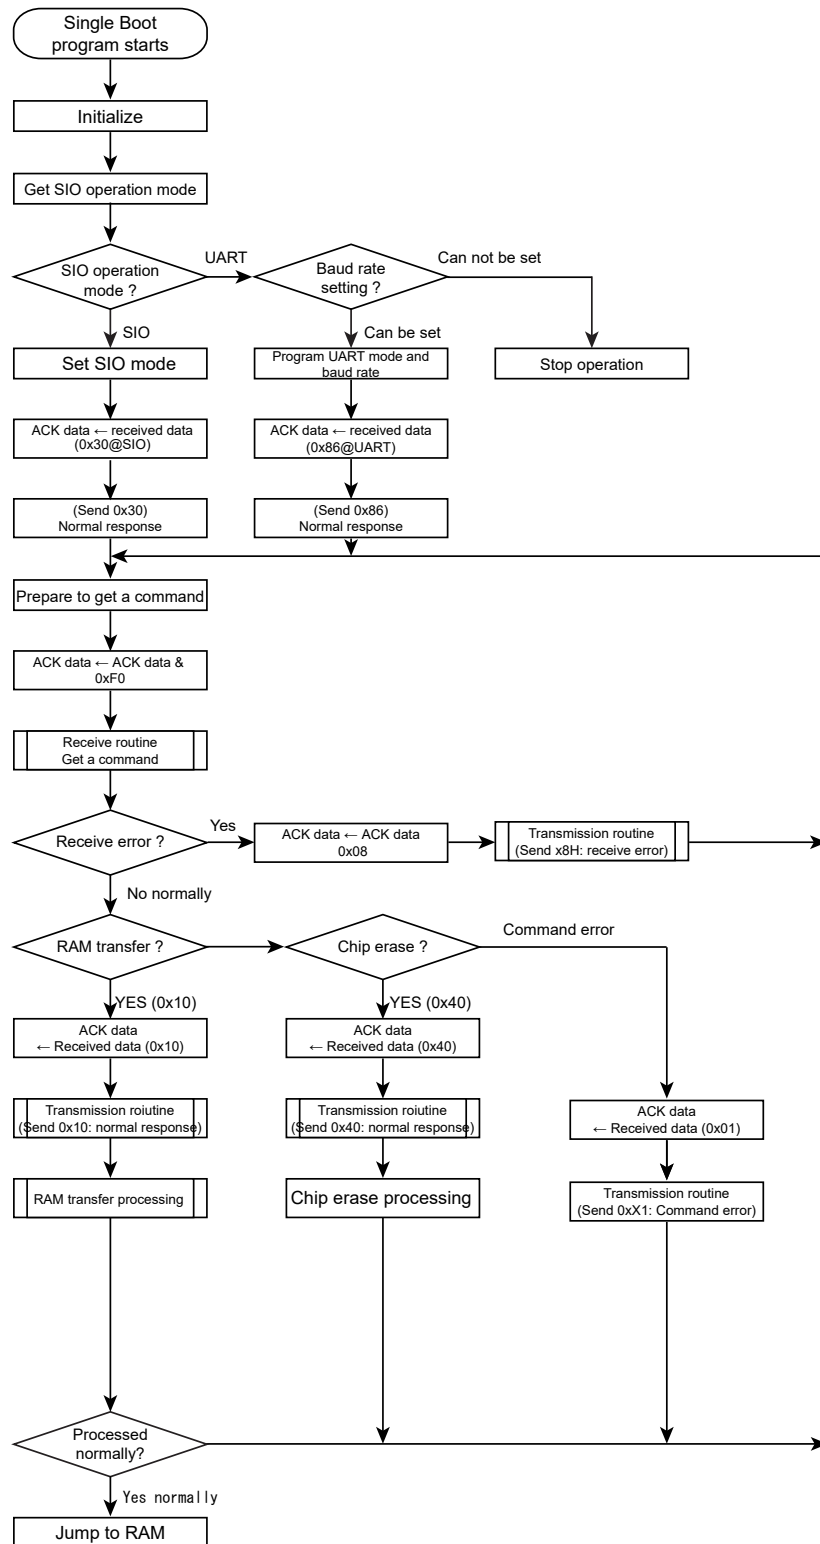 Single Boot
program starts
Initialize
Get SIO operation mode
SIO operation
mode ?
UART
Baud rate
setting ?
Can not be set
SIO
Can be set
Set SIO mode
Program UART mode and
baud rate
Stop operation
ACK data ← received data
(0x30@SIO)
ACK data ← received data
(0x86@UART)
(Send 0x30)
Normal response
(Send 0x86)
Normal response
Prepare to get a command
ACK data ← ACK data &
0xF0
Receive routine
Get a command
Receive error ?
Yes
ACK data ← ACK data
0x08
Transmission routine
(Send x8H: receive error)
No normally
RAM transfer ?
Chip erase ?
Command error
YES (0x10)
YES (0x40)
ACK data
← Received data (0x10)
ACK data
← Received data (0x40)
Transmission roiutine
(Send 0x10: normal response)
Transmission roiutine
(Send 0x40: normal response)
ACK data
← Received data (0x01)
RAM transfer processing
Chip erase processing
Transmission routine
(Send 0xX1: Command error)
Processed
normally?
Yes normally
Jump to RAM